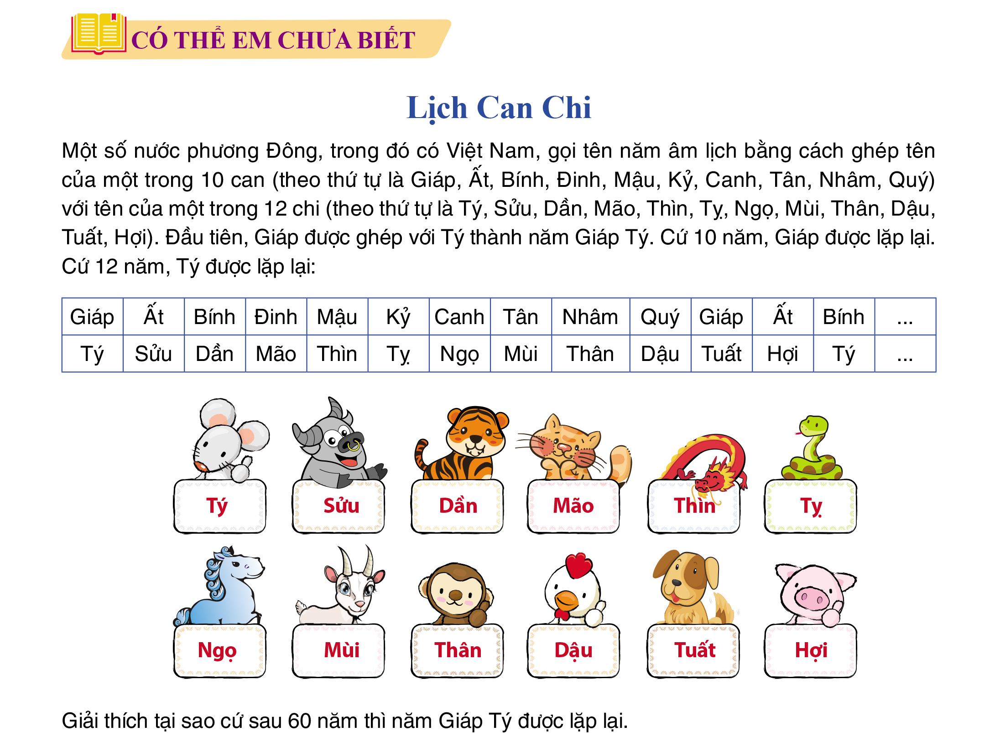 CÓ THỂ EM CHƯA BIẾT
Lịch Can Chi
Một số nước phương Đông, trong đó có Việt Nam, gọi tên năm âm lịch bằng cách ghép tên
của một trong 10 can (theo thứ tự là Giáp, Ất, Bính, Đinh, Mậu, Kỷ, Canh, Tân, Nhâm, Quý)
với tên của một trong 12 chi (theo thứ tự là Tý, Sửu, Dần, Mão, Thìn, Tỵ, Ngọ, Mùi, Thân, Dậu,
Tuất, Hợi). Đầu tiên, Giáp được ghép với Tý thành năm Giáp Tý. Cứ 10 năm, Giáp được lặp lại.
Cứ 12 năm, Tý được lặp lại:
Giáp Ất Bính Đinh Mậu Kỷ Canh Tân Nhâm Quý Giáp Ất Bính ...
Tý Sửu Dần Mão Thìn Tỵ Ngọ Mùi Thân Dậu Tuất Hợi Tý ...
Tý Sửu Dần Mão Thìn Tỵ
Ngọ Mùi Thân Dậu Tuất Hợi
Giải thích tại sao cứ sau 60 năm thì năm Giáp Tý được lặp lại.